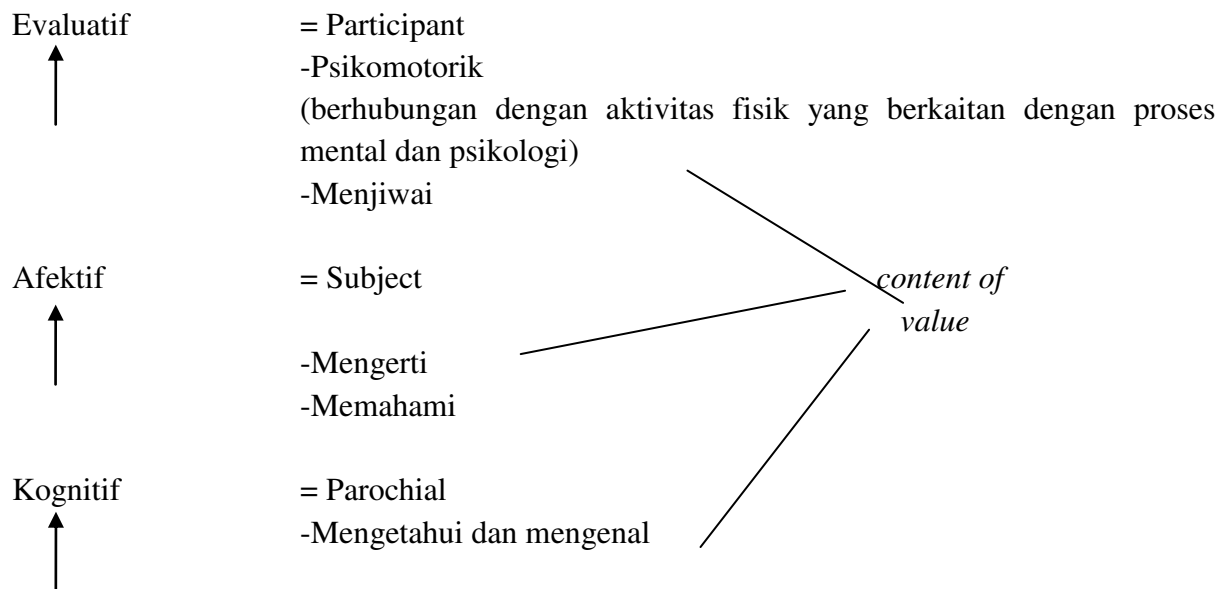 Evaluatif = Participant
-Psikomotorik
(berhubungan dengan aktivitas fisik yang berkaitan dengan proses
mental dan psikologi)
-Menjiwai
Afektif = Subject
content of
value
-Mengerti
-Memahami
Kognitif = Parochial
-Mengetahui dan mengenal